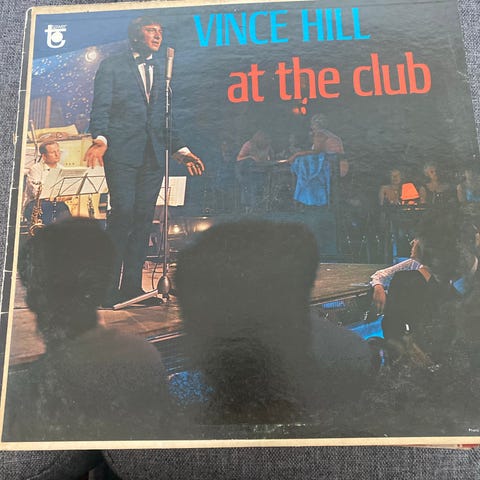 VINCE HILL
at the club